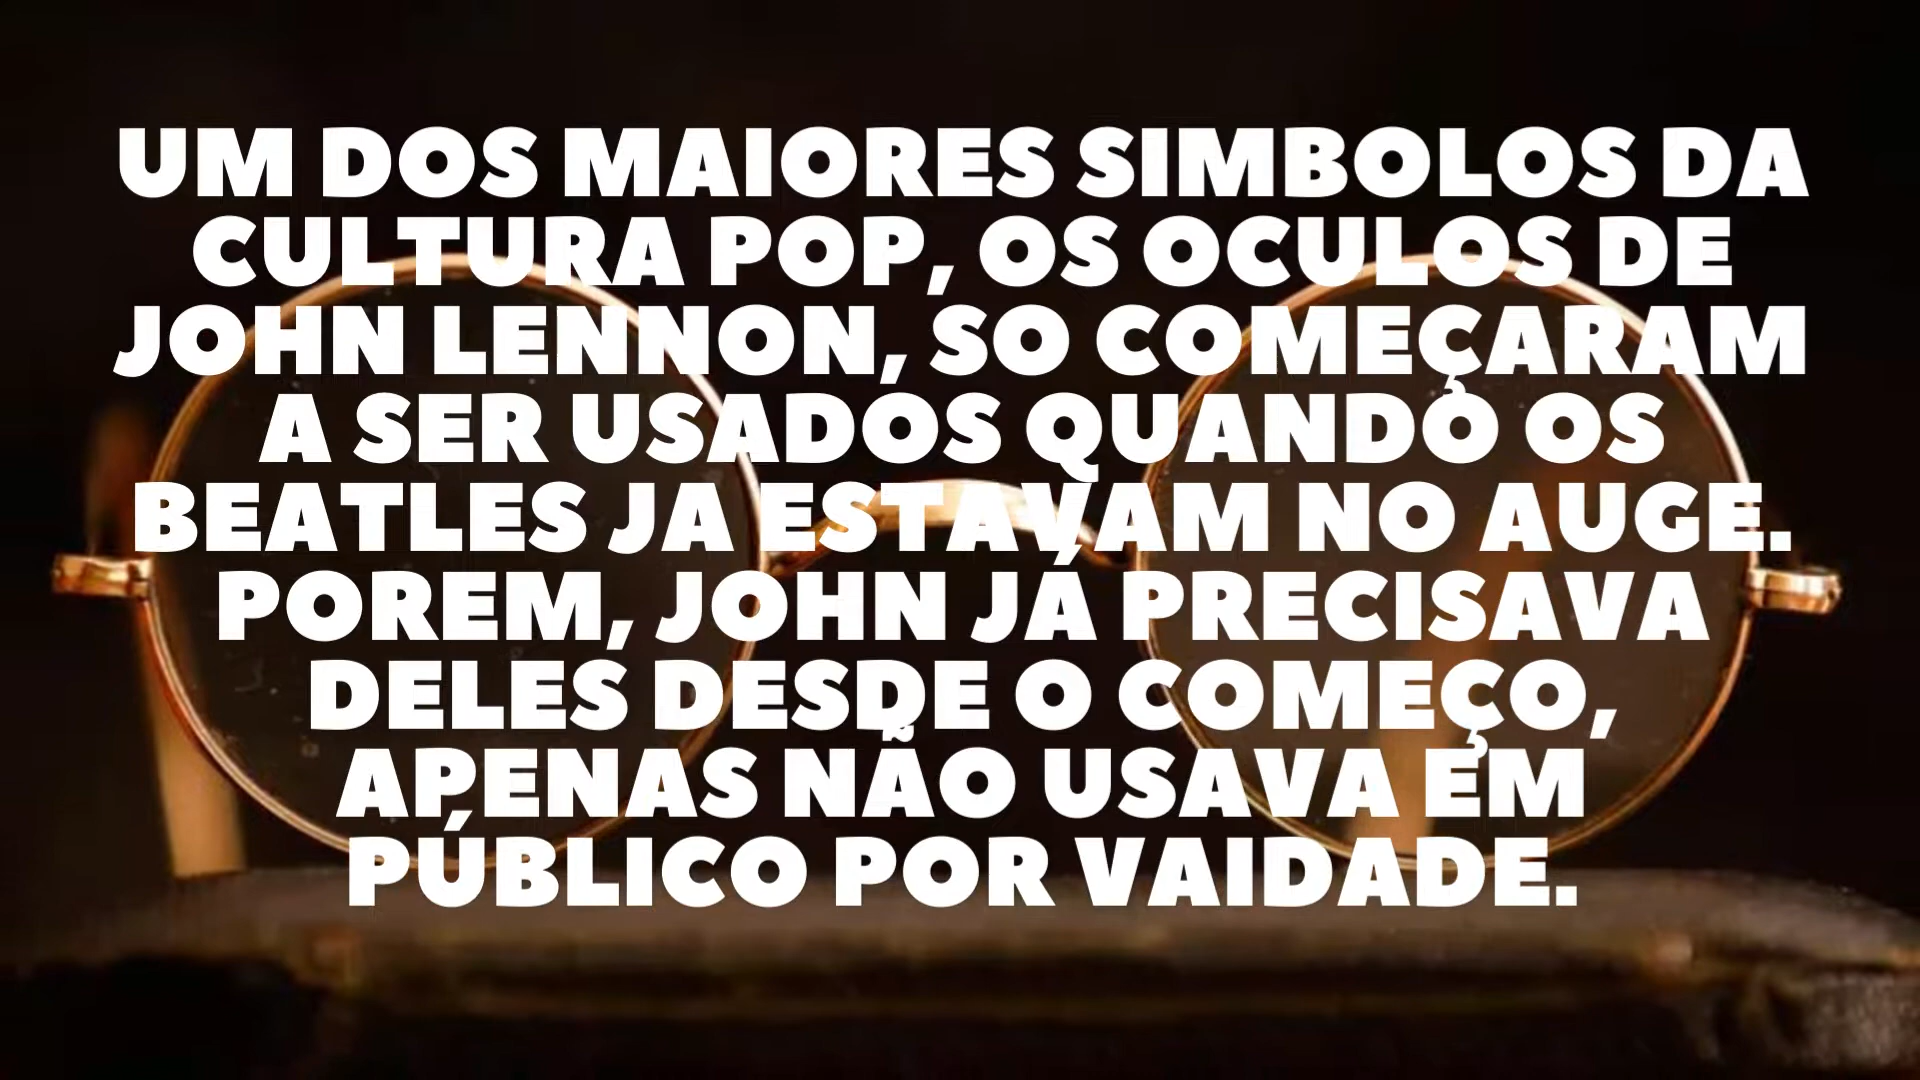 UM DOS MAIORES SIMBOLOS DA
CULTURA POP, OS OCULOS DE
JOHN LENNON, SO COMEÇARAM
A SER USADOS QUANDO OS
BEATLES JA ESTAVAM NO AUGE.
POREM, JOHN JÁ PRECISAVA
DELES DESDE O COMEÇO,
APENAS NÃO USAVA EM
PÚBLICO POR VAIDADE.